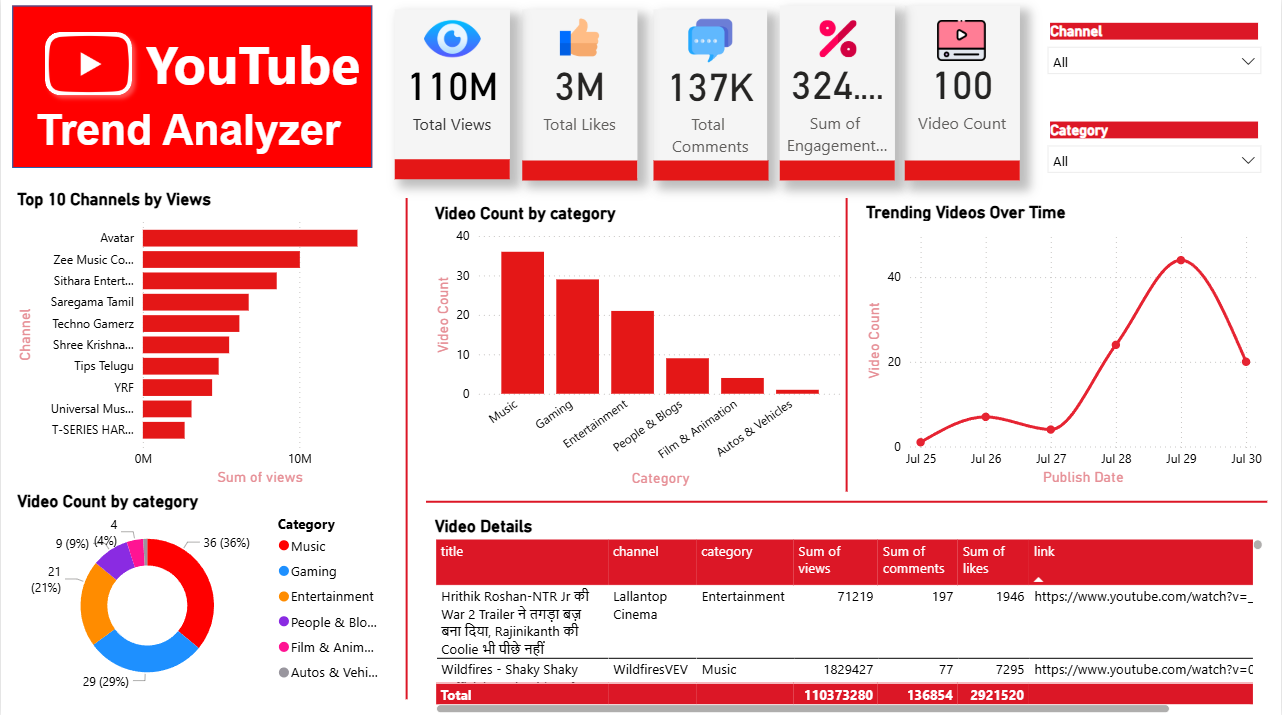 YouTube
Trend Analyzer
110M
Total Views
3M
Total Likes
137K
Total
Comments
324....
Sum of
Engagement...
100
Video Count
Channel
All
Category
All
Top 10 Channels by Views
Channel
Avatar
Zee Music Co...
Sithara Entert...
Saregama Tamil
Techno Gamerz
Shree Krishna...
Tips Telugu
YRF
Universal Mus...
T-SERIES HAR...
0M 10M
Sum of views
Video Count by category
Video Count
40
30
20
10
0
Music Gaming Entertainment People & Blogs Film & Animation Autos & Vehicles
Category
Trending Videos Over Time
Video Count
40
20
0
Jul 25 Jul 26 Jul 27 Jul 28 Jul 29 Jul 30
Publish Date
Video Count by category
4
(4%)
9 (9%)
36 (36%)
21
(21%)
29 (29%)
Category
Music
Gaming
Entertainment
People & Blo...
Film & Anim...
Autos & Vehi...
Video Details
title channel category Sum of views Sum of comments Sum of likes link
Hrithik Roshan-NTR Jr की Lallantop Entertainment 71219 197 1946 https://www.youtube.com/watch?v=_
War 2 Trailer ने तगड़ा बज़ Cinema
बना दिया, Rajinikanth की
Coolie भी पीछे नहीं
Wildfires - Shaky Shaky WildfiresVEV Music 1829427 77 7295 https://www.youtube.com/watch?v=0
Total 110373280 136854 2921520